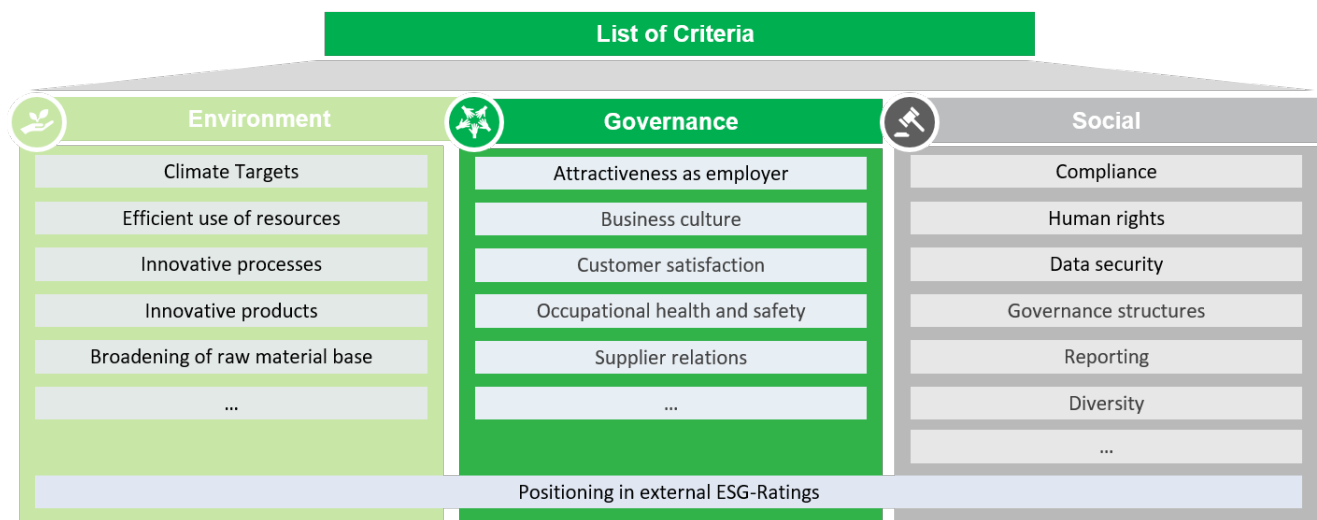 List of Criteria
Environment
Climate Targets
Efficient use of resources
Innovative processes
Innovative products
Broadening of raw material base
...
Governance
Attractiveness as employer
Business culture
Customer satisfaction
Occupational health and safety
Supplier relations
...
Social
Compliance
Human rights
Data security
Governance structures
Reporting
Diversity
...
Positioning in external ESG-Ratings